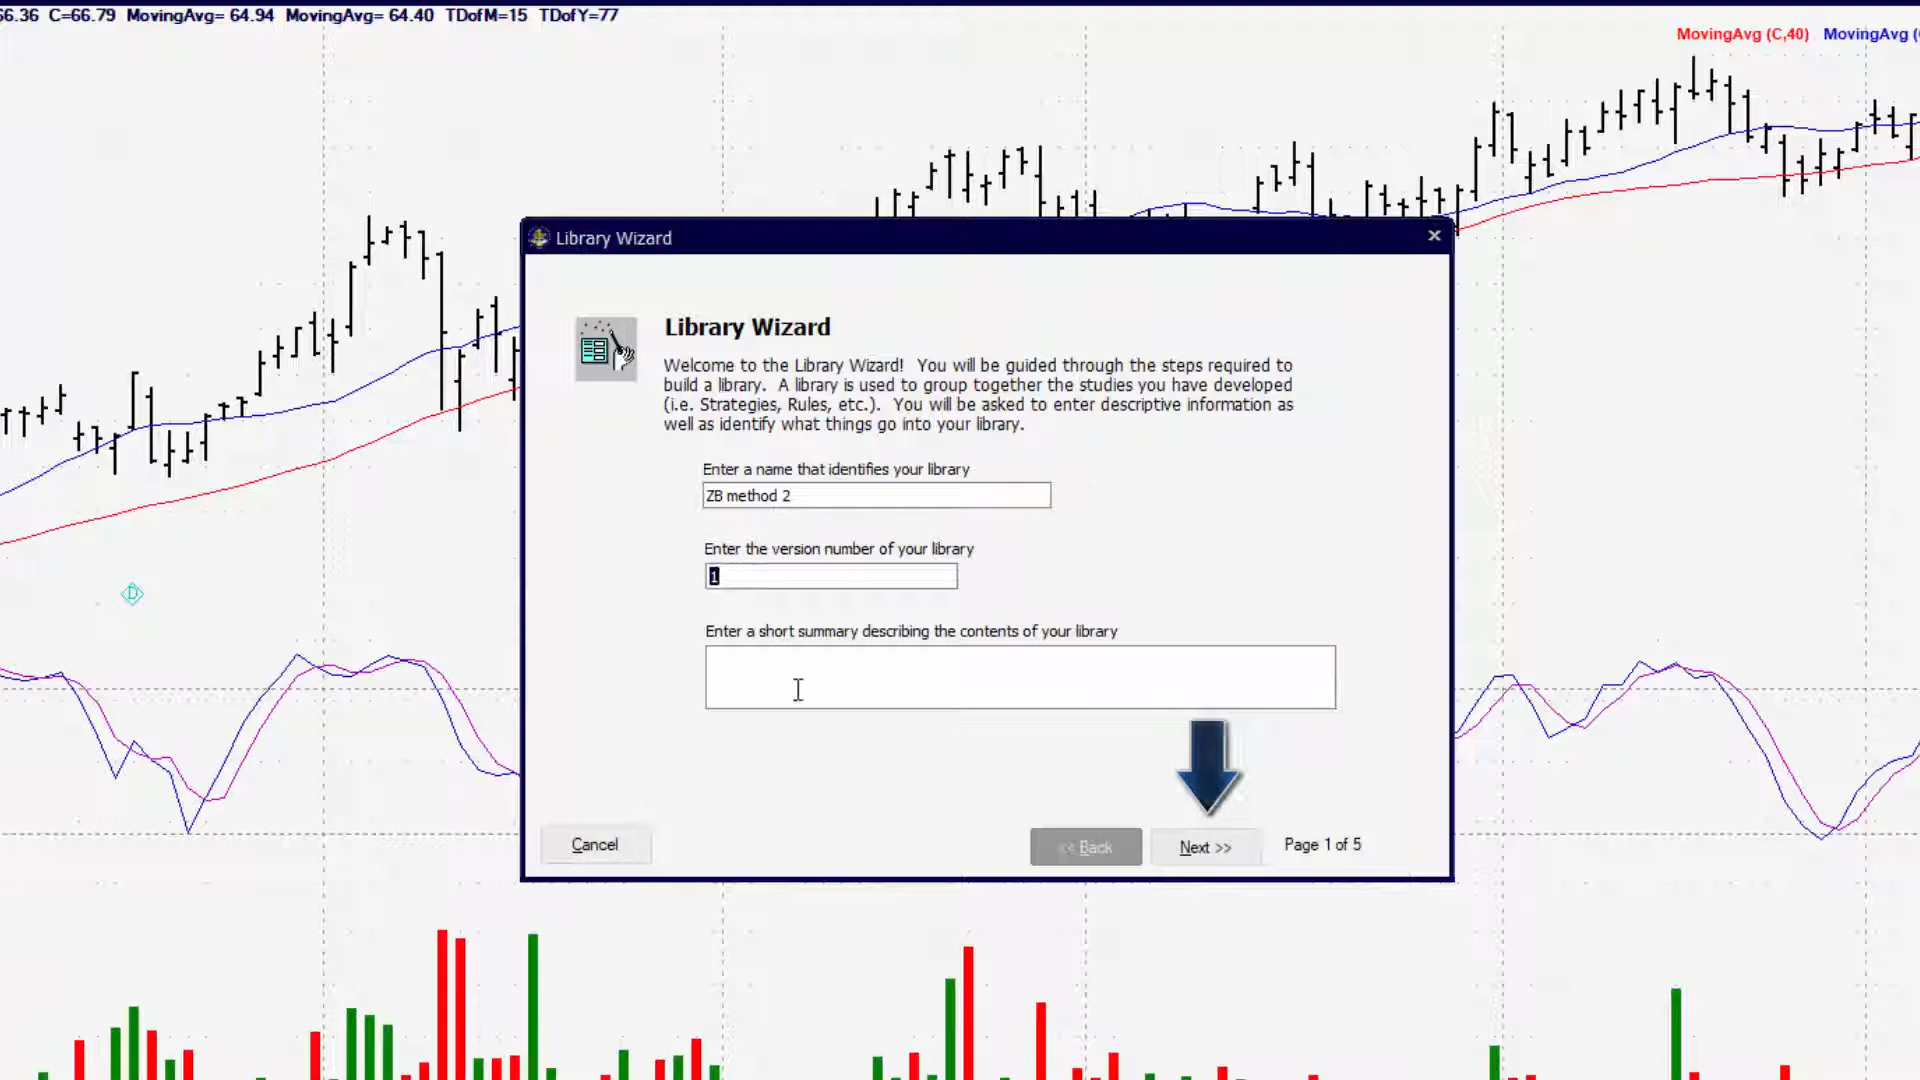 66.36 C=66.79 MovingAvg= 64.94 MovingAvg= 64.40 TDofM=15 TDofY=77
MovingAvg (C,40) MovingAvg (
D
Library Wizard
Library Wizard
Welcome to the Library Wizard! You will be guided through the steps required to
build a library. A library is used to group together the studies you have developed
(i.e. Strategies, Rules, etc.). You will be asked to enter descriptive information as
well as identify what things go into your library.
Enter a name that identifies your library
ZB method 2
Enter the version number of your library
1
Enter a short summary describing the contents of your library
Cancel
<< Back
Next >>
Page 1 of 5